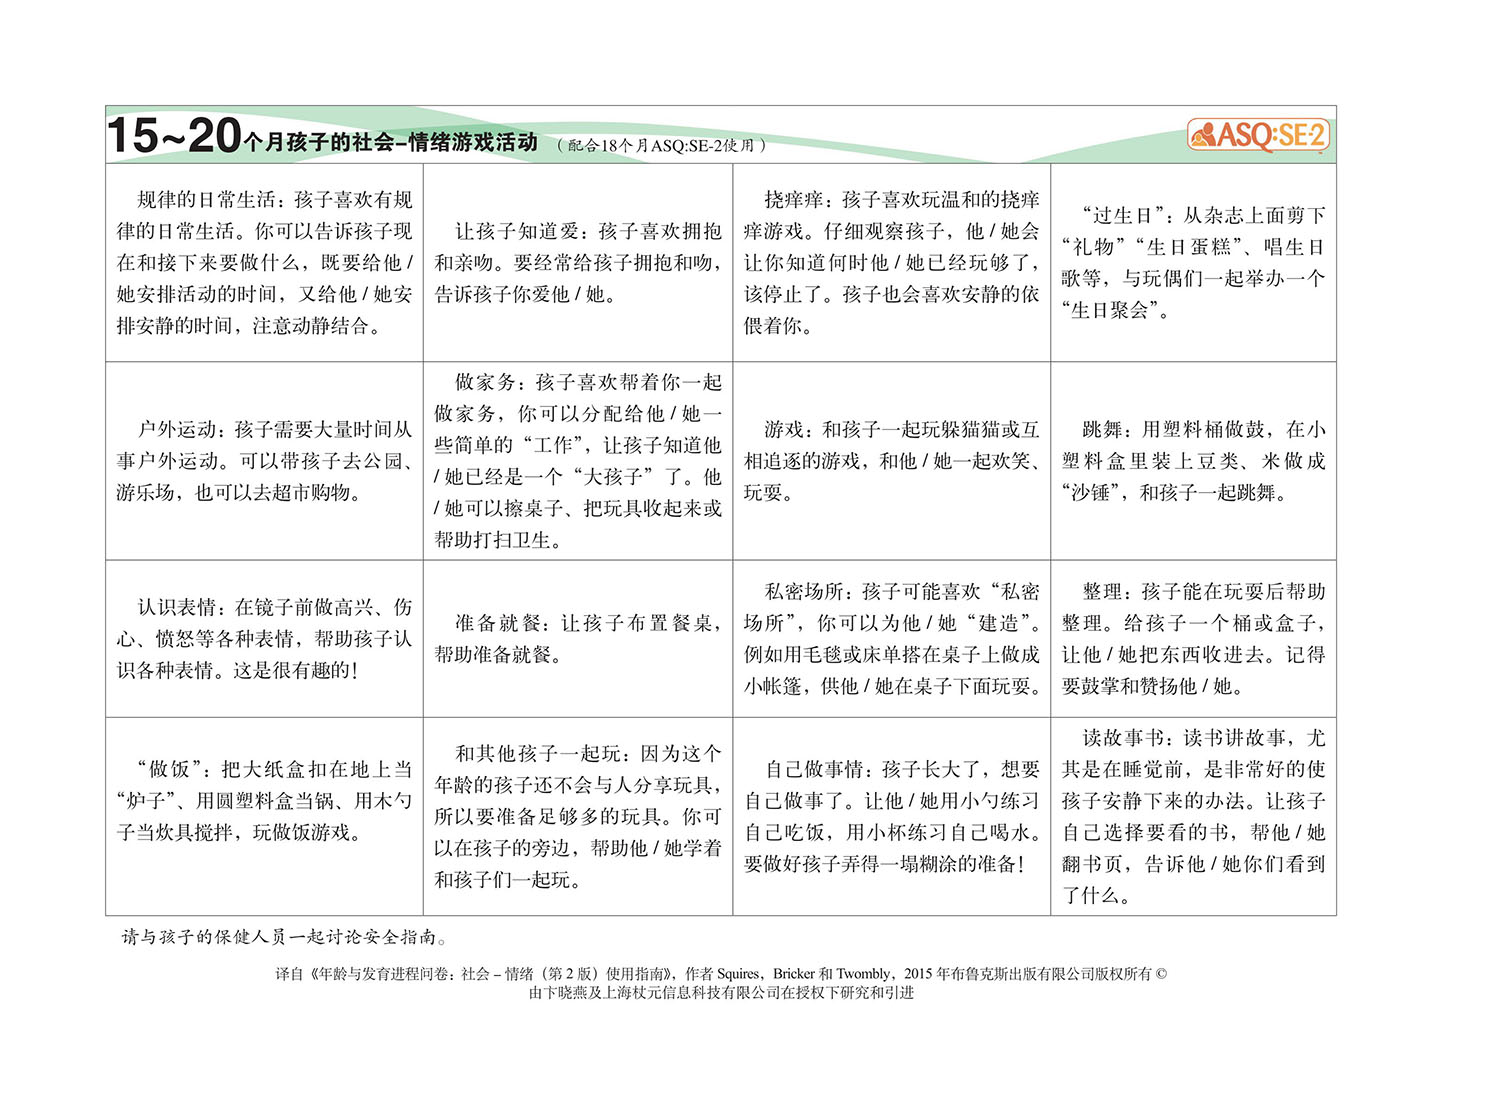 15~20个月孩子的社会-情绪游戏活动 （配合18个月ASQ:SE-2使用）
ASQ:SE-2
规律的日常生活：孩子喜欢有规
律的日常生活。你可以告诉孩子现
在和接下来要做什么，既要给他 /
她安排活动的时间，又给他 / 她安
排安静的时间，注意动静结合。
让孩子知道爱：孩子喜欢拥抱
和亲吻。要经常给孩子拥抱和吻，
告诉孩子你爱他 / 她。
挠痒痒：孩子喜欢玩温和的挠痒
痒游戏。仔细观察孩子，他 / 她会
让你知道何时他 / 她已经玩够了，
该停止了。孩子也会喜欢安静的依
偎着你。
“过生日”：从杂志上面剪下
“礼物”“生日蛋糕”、唱生日
歌等，与玩偶们一起举办一个
“生日聚会”。
户外运动：孩子需要大量时间从
事户外运动。可以带孩子去公园、
游乐场，也可以去超市购物。
做家务：孩子喜欢帮着你一起
做家务，你可以分配给他 / 她一
些简单的“工作”，让孩子知道他
/ 她已经是一个“大孩子”了。他
/ 她可以擦桌子、把玩具收起来或
帮助打扫卫生。
游戏：和孩子一起玩躲猫猫或互
相追逐的游戏，和他 / 她一起欢笑、
玩耍。
跳舞：用塑料桶做鼓，在小
塑料盒里装上豆类、米做成
“沙锤”，和孩子一起跳舞。
认识表情：在镜子前做高兴、伤
心、愤怒等各种表情，帮助孩子认
识各种表情。这是很有趣的！
准备就餐：让孩子布置餐桌，
帮助准备就餐。
私密场所：孩子可能喜欢“私密
场所”，你可以为他 / 她“建造”。
例如用毛毯或床单搭在桌子上做成
小帐篷，供他 / 她在桌子下面玩耍。
整理：孩子能在玩耍后帮助
整理。给孩子一个桶或盒子，
让他 / 她把东西收进去。记得
要鼓掌和赞扬他 / 她。
“做饭”：把大纸盒扣在地上当
“炉子”、用圆塑料盒当锅、用木勺
子当炊具搅拌，玩做饭游戏。
和其他孩子一起玩：因为这个
年龄的孩子还不会与人分享玩具，
所以要准备足够多的玩具。你可
以在孩子的旁边，帮助他 / 她学着
和孩子们一起玩。
自己做事情：孩子长大了，想要
自己做事了。让他 / 她用小勺练习
自己吃饭，用小杯练习自己喝水。
要做好孩子弄得一塌糊涂的准备！
读故事书：读书讲故事，尤
其是在睡觉前，是非常好的使
孩子安静下来的办法。让孩子
自己选择要看的书，帮他 / 她
翻书页，告诉他 / 她你们看到
了什么。
请与孩子的保健人员一起讨论安全指南。
译自《年龄与发育进程问卷：社会 – 情绪（第 2 版）使用指南》，作者 Squires，Bricker 和 Twombly，2015 年布鲁克斯出版有限公司版权所有 ©
由卞晓燕及上海杖元信息科技有限公司在授权下研究和引进